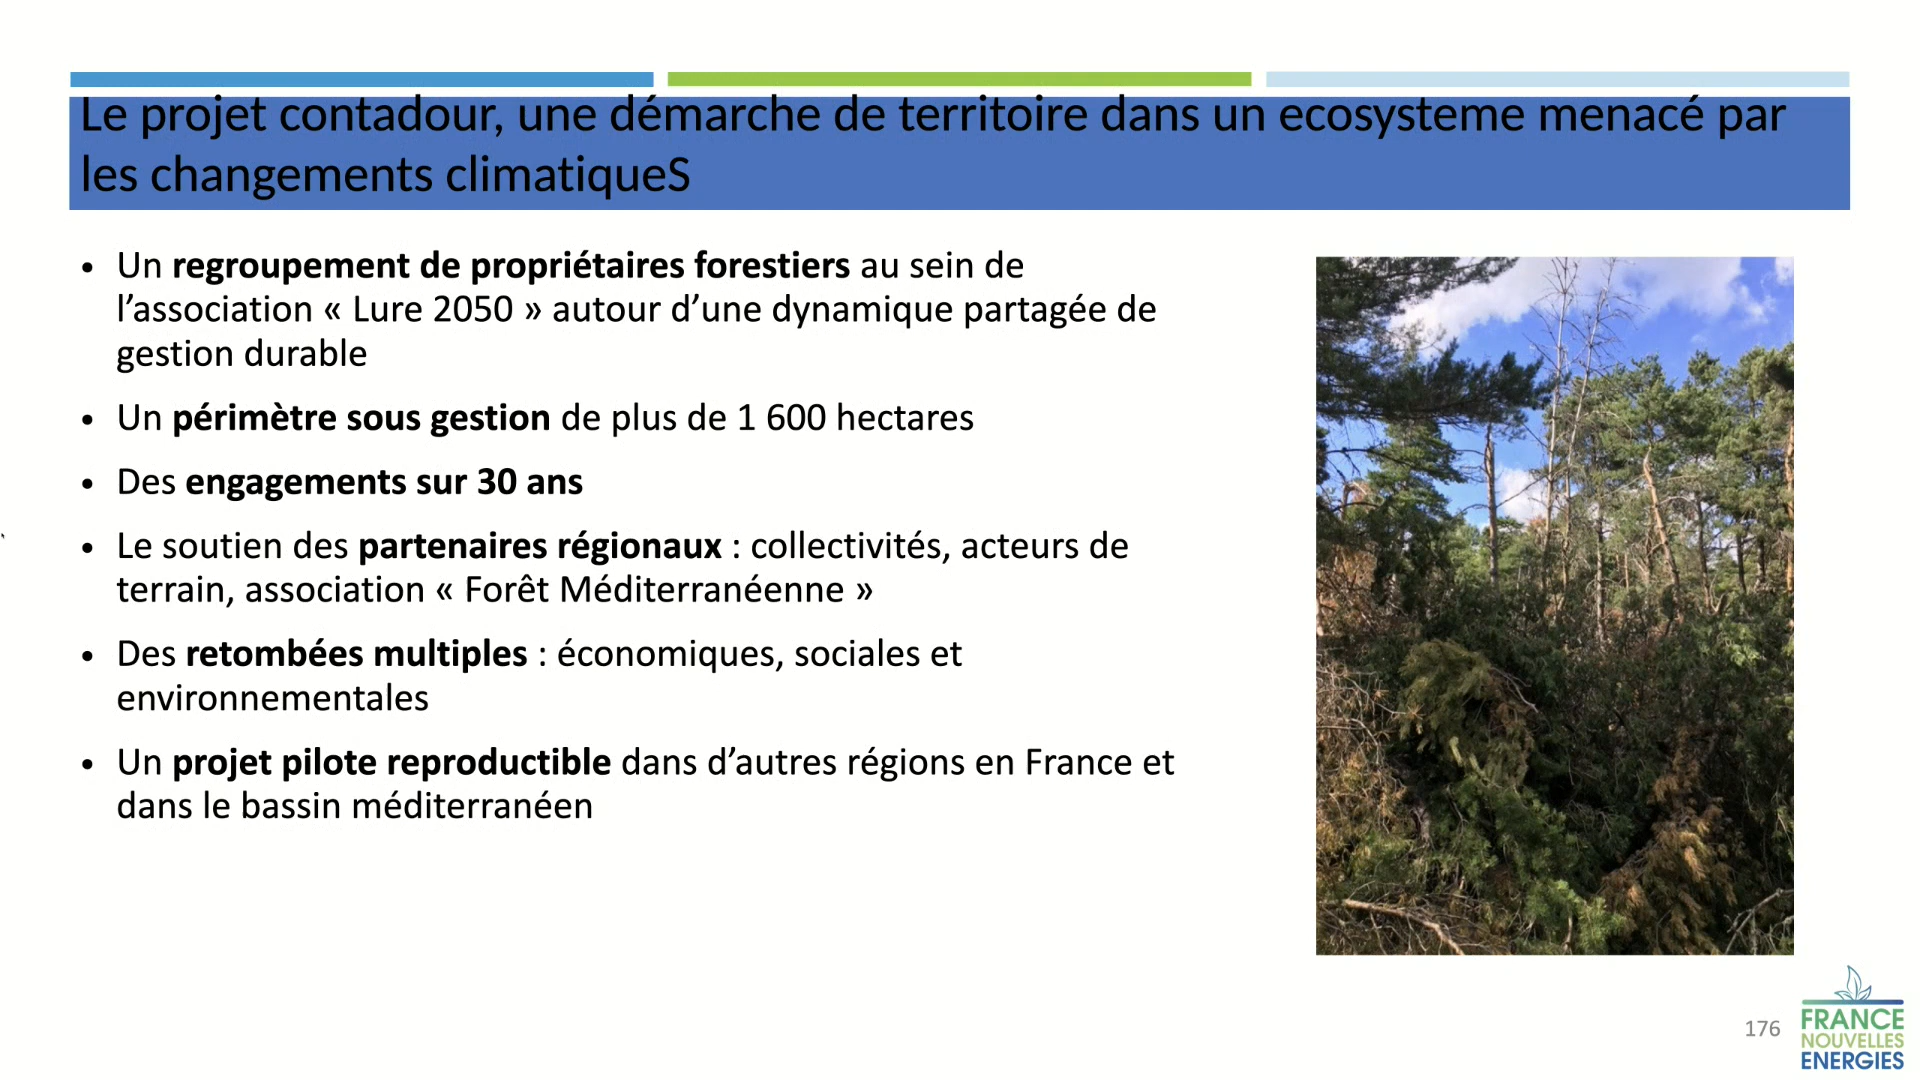 Le projet contadour, une démarche de territoire dans un ecosysteme menacé par
les changements climatiqueS
• Un regroupement de propriétaires forestiers au sein de
l’association « Lure 2050 » autour d’une dynamique partagée de
gestion durable
• Un périmètre sous gestion de plus de 1 600 hectares
• Des engagements sur 30 ans
• Le soutien des partenaires régionaux : collectivités, acteurs de
terrain, association « Forêt Méditerranéenne »
• Des retombées multiples : économiques, sociales et
environnementales
• Un projet pilote reproductible dans d’autres régions en France et
dans le bassin méditerranéen
176
FRANCE
NOUVELLES
ENERGIES